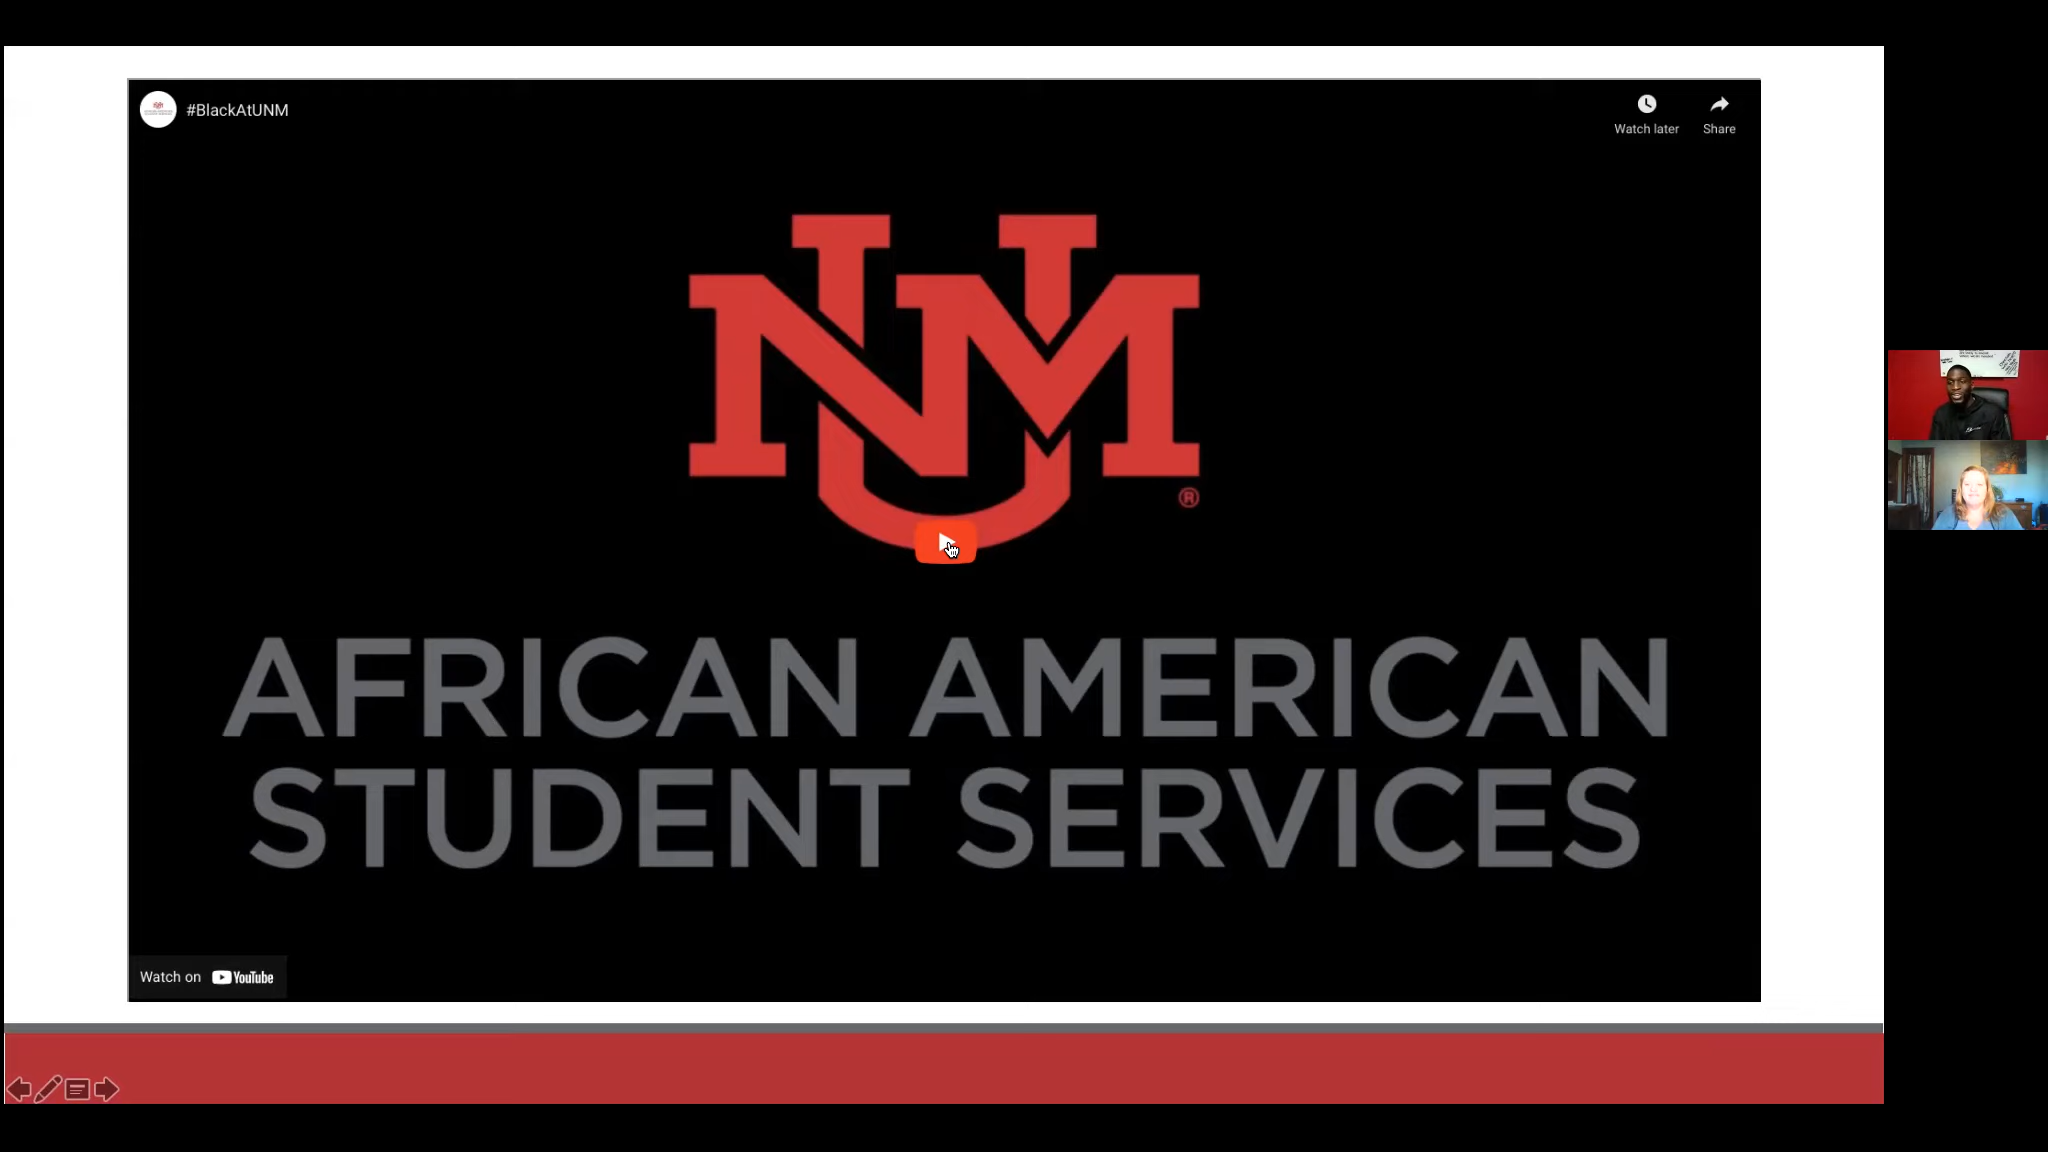 #BlackAtUNM
Watch later
Share
UNM
®
AFRICAN AMERICAN
STUDENT SERVICES
Watch on YouTube